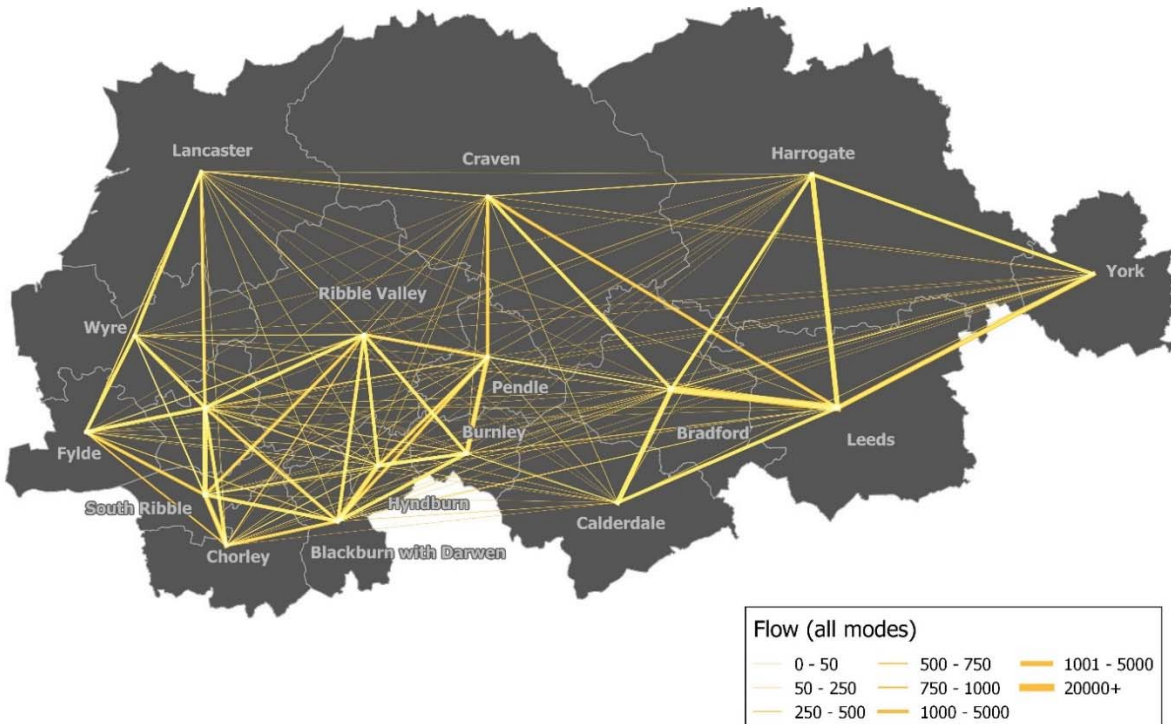 Lancaster
Craven
Harrogate
York
Ribble Valley
Wyre
Pendle
Burnley
Bradford
Leeds
Fylde
South Ribble
Hyndburn
Calderdale
Chorley
Blackburn with Darwen
Flow (all modes)
0 - 50
500 - 750
1001 - 5000
50 - 250
750 - 1000
20000+
250 - 500
1000 - 5000